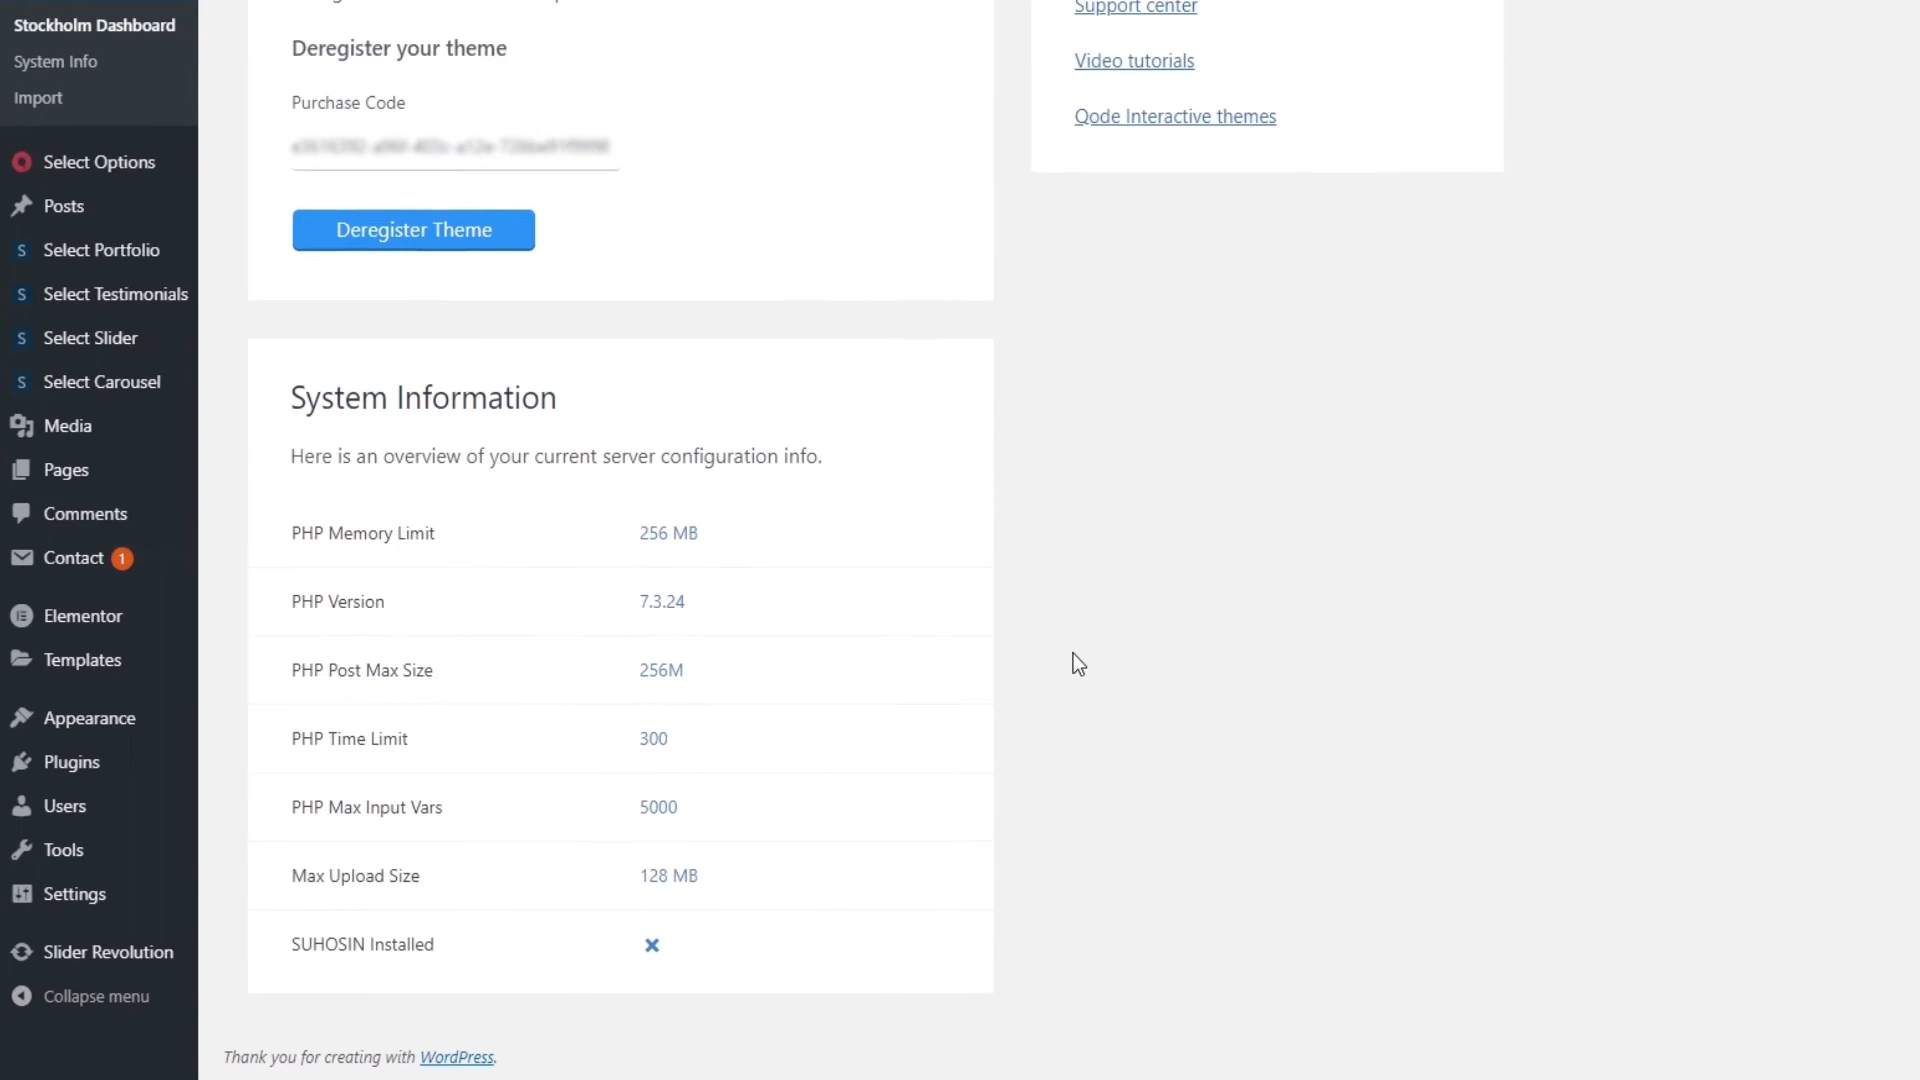 Stockholm Dashboard
System Info
Import
Select Options
Posts
S Select Portfolio
S Select Testimonials
S Select Slider
S Select Carousel
Media
Pages
Comments
Contact 1
Elementor
Templates
Appearance
Plugins
Users
Tools
Settings
Slider Revolution
Collapse menu
Deregister your theme
Purchase Code
Deregister Theme
System Information
Here is an overview of your current server configuration info.
PHP Memory Limit 256 MB
PHP Version 7.3.24
PHP Post Max Size 256M
PHP Time Limit 300
PHP Max Input Vars 5000
Max Upload Size 128 MB
SUHOSIN Installed
Support center
Video tutorials
Qode Interactive themes
Thank you for creating with WordPress.